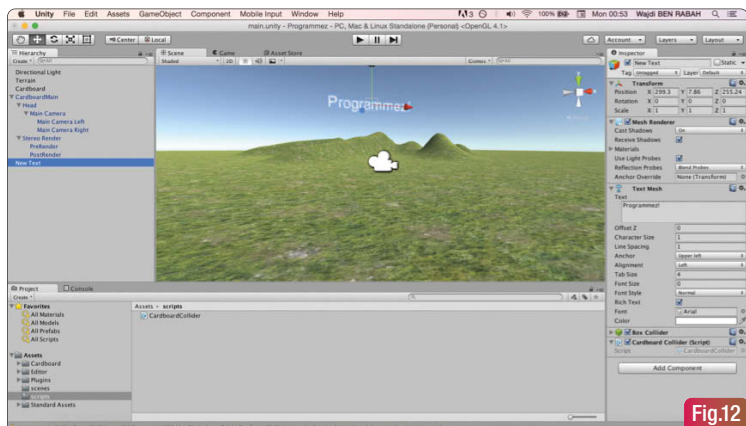 Unity File Edit Assets GameObject Component Mobile Input Window Help
3 100% Mon 00:53 Wajdi BEN RABAH
main.unity - Programmez - PC, Mac & Linux Standalone (Personal) <OpenGL 4.1>
Center Local Account Layers Layout
Hierarchy
Create All
Directional Light
Terrain
Cardboard
CardboardMain
Head
Main Camera
Main Camera Left
Main Camera Right
Stereo Render
PreRender
PostRender
New Text
Scene Game Asset Store
Shaded 2D Gizmos All
Programmez!
Inspector
New Text Static
Tag Untagged Layer Default
Transform
Position X 299.3 Y 7.86 Z 255.24
Rotation X 0 Y 0 Z 0
Scale X 1 Y 1 Z 1
Mesh Renderer
Cast Shadows On
Receive Shadows
Materials
Use Light Probes
Reflection Probes Blend Probes
Anchor Override None (Transform)
Text Mesh
Text
Programmez!
Offset Z 0
Character Size 1
Line Spacing 1
Anchor Upper left
Alignment Left
Tab Size 4
Font Size 0
Font Style Normal
Rich Text
Font Arial
Color
Box Collider
Cardboard Collider (Script)
Script CardboardCollider
Add Component
Project Console
Create
Favorites
All Materials
All Models
All Prefabs
All Scripts
Assets
Cardboard
Editor
Plugins
scenes
scripts
Standard Assets
Assets scripts
CardboardCollider
Fig.12